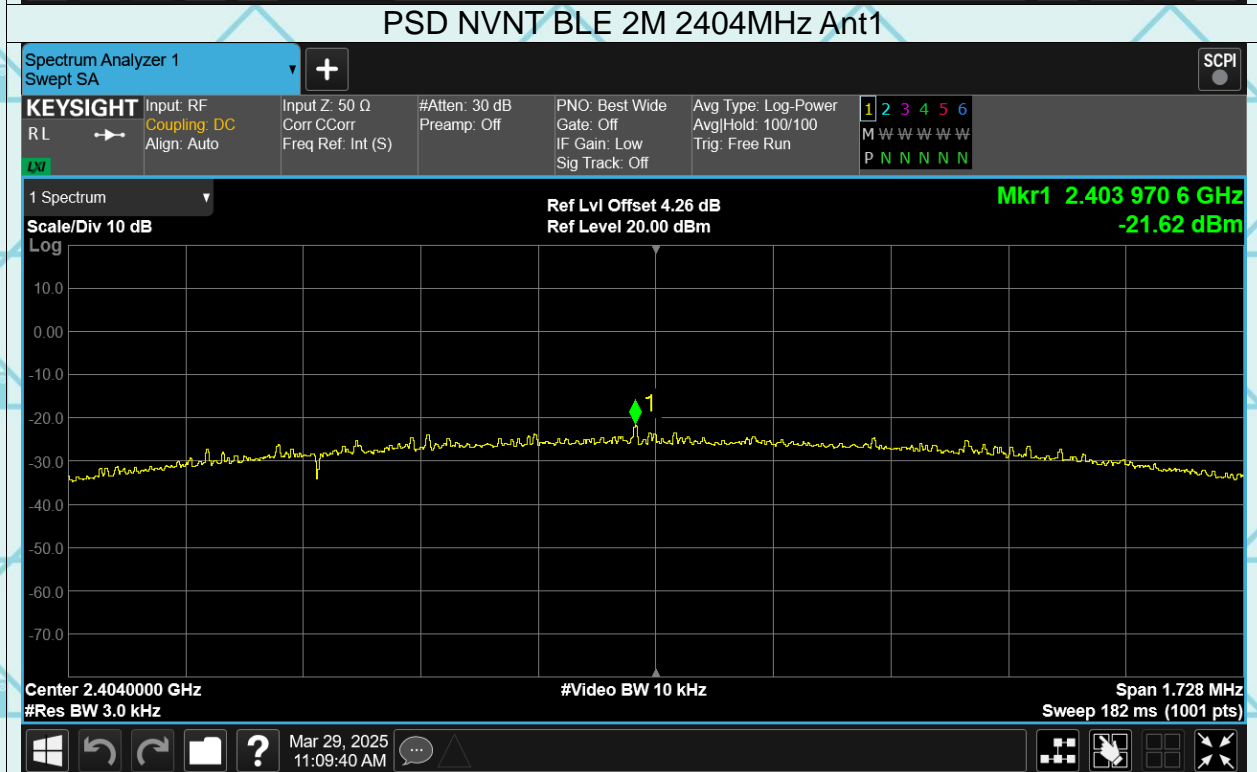 PSD NVNT BLE 2M 2404MHz Ant1
Spectrum Analyzer 1
Swept SA
SCPI
KEYSIGHT
RL
LXI
Input: RF
Coupling: DC
Align: Auto
Input Z: 50 Ω
Corr CCorr
Freq Ref: Int (S)
#Atten: 30 dB
Preamp: Off
PNO: Best Wide
Gate: Off
IF Gain: Low
Sig Track: Off
Avg Type: Log-Power
Avg|Hold: 100/100
Trig: Free Run
1 2 3 4 5 6
M W W W W W
P N N N N N
1 Spectrum
Scale/Div 10 dB
Ref Lvl Offset 4.26 dB
Ref Level 20.00 dBm
Mkr1 2.403 970 6 GHz
-21.62 dBm
Log
10.0
0.00
-10.0
-20.0
-30.0
-40.0
-50.0
-60.0
-70.0
1
Center 2.4040000 GHz
#Res BW 3.0 kHz
#Video BW 10 kHz
Span 1.728 MHz
Sweep 182 ms (1001 pts)
?
Mar 29, 2025
11:09:40 AM